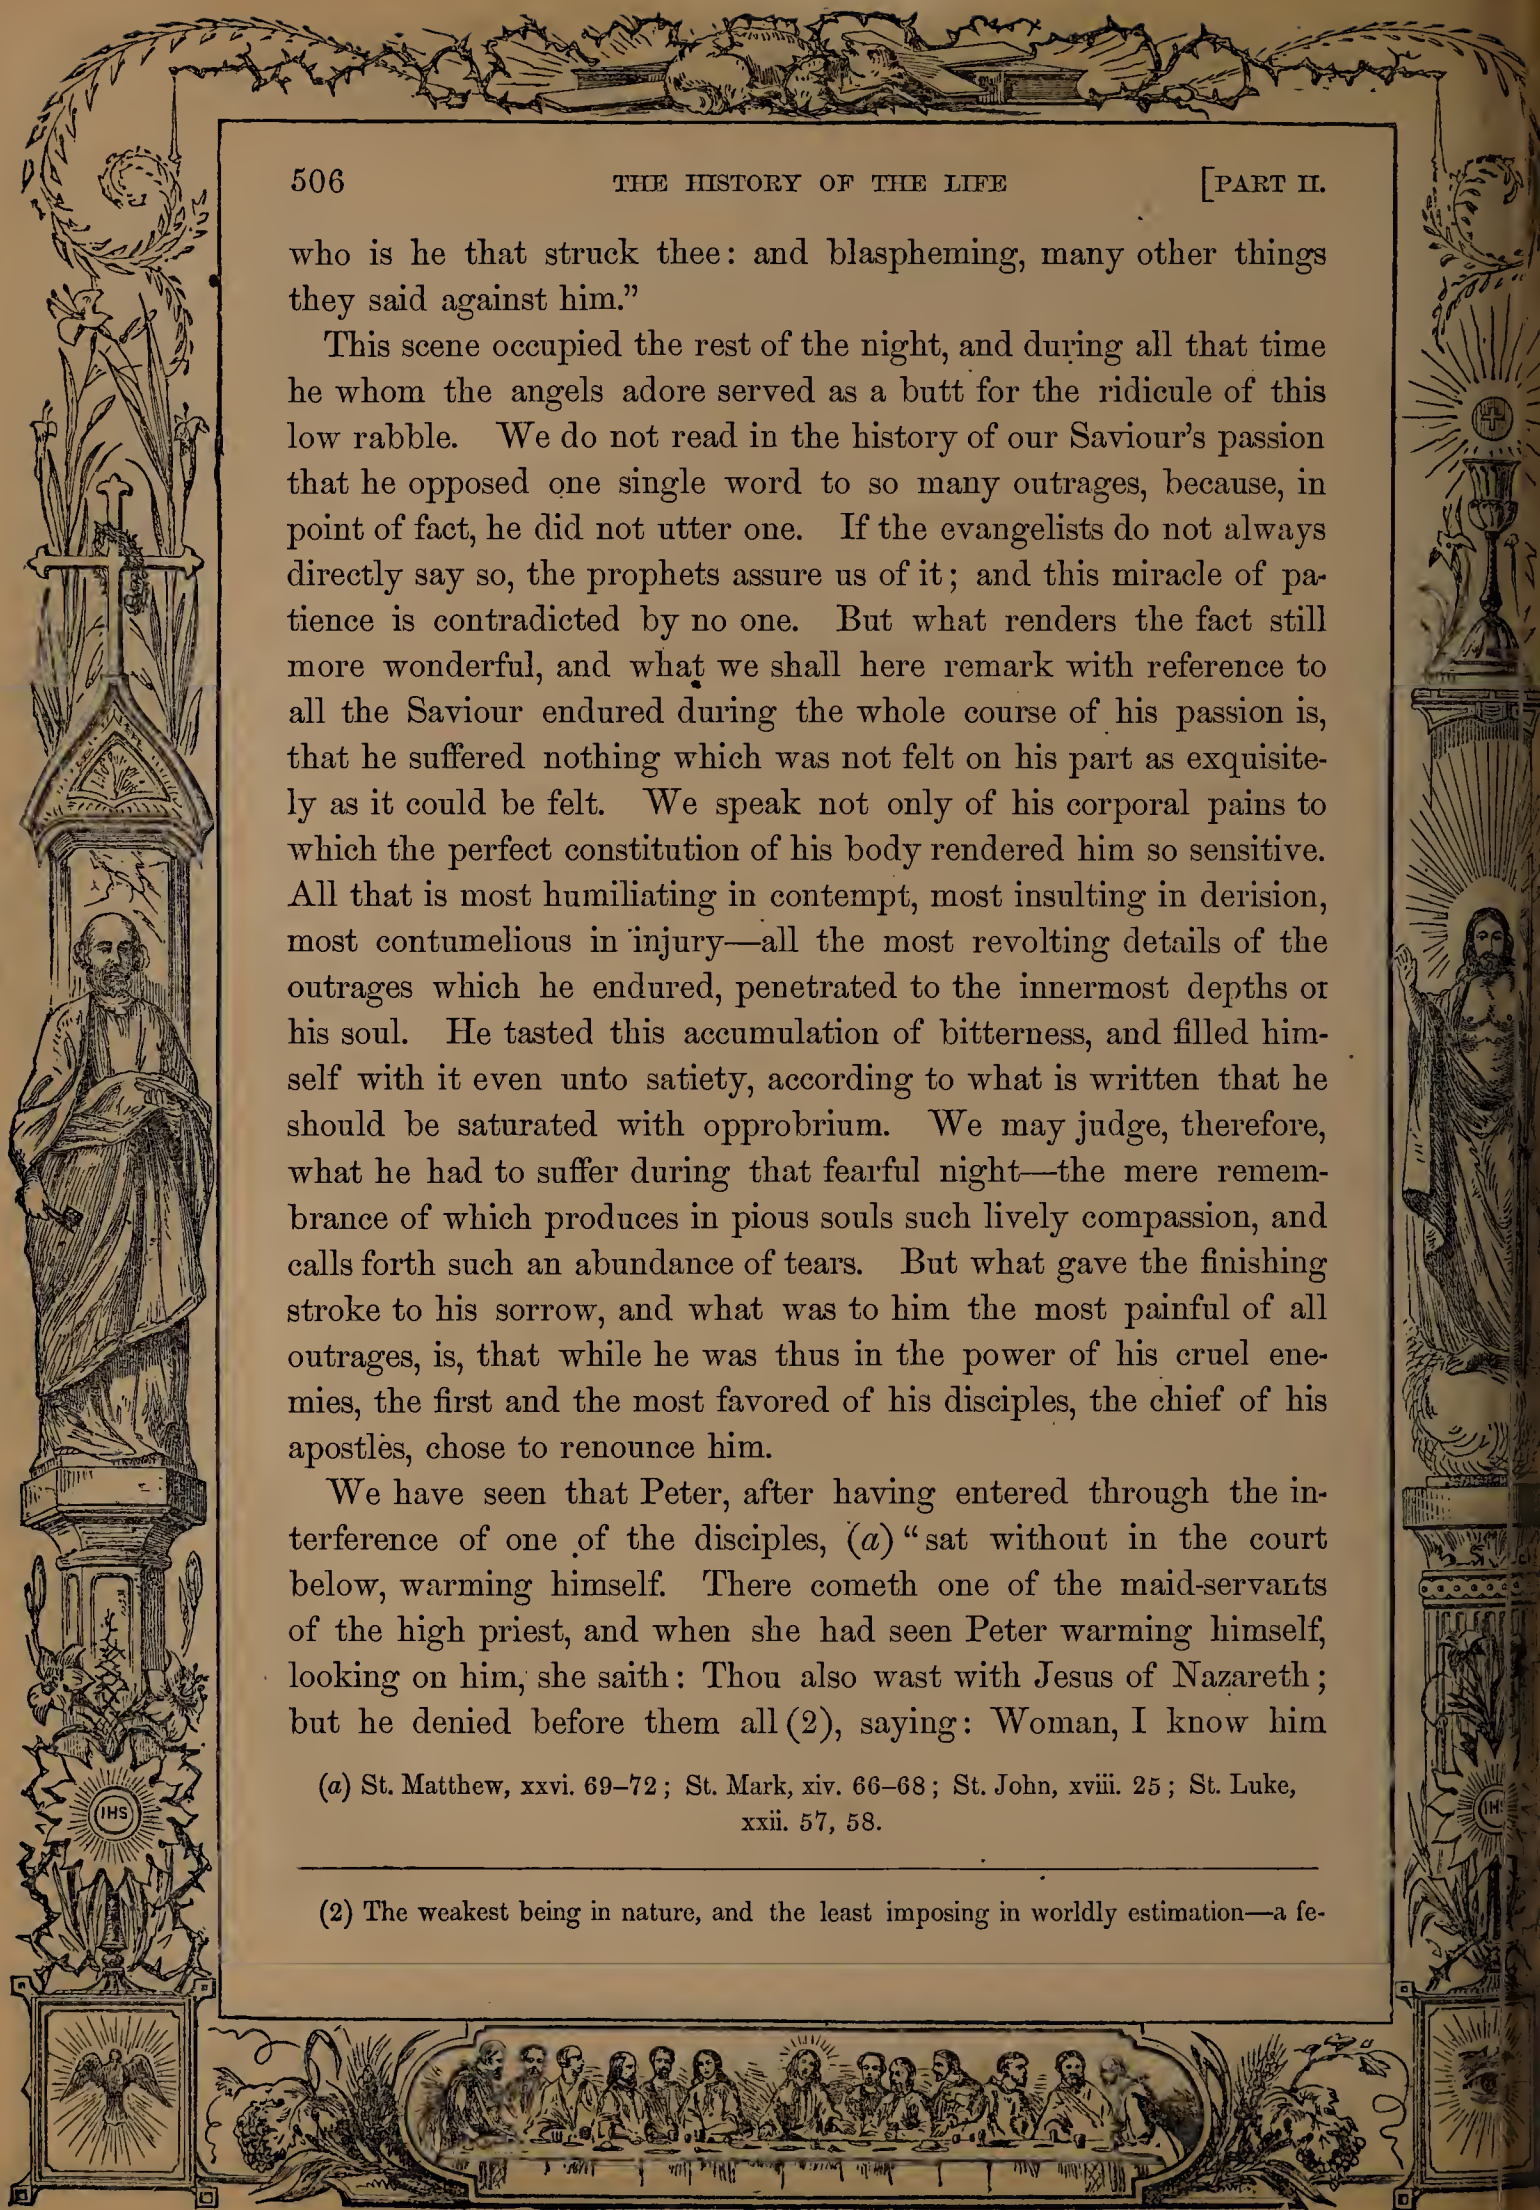 506 THE HISTORY OF THE LIFE [PART II.
who is he that struck thee: and blaspheming, many other things
they said against him.”
This scene occupied the rest of the night, and during all that time
he whom the angels adore served as a butt for the ridicule of this
low rabble. We do not read in the history of our Saviour’s passion
that he opposed one single word to so many outrages, because, in
point of fact, he did not utter one. If the evangelists do not always
directly say so, the prophets assure us of it; and this miracle of pa-
tience is contradicted by no one. But what renders the fact still
more wonderful, and what we shall here remark with reference to
all the Saviour endured during the whole course of his passion is,
that he suffered nothing which was not felt on his part as exquisite-
ly as it could be felt. We speak not only of his corporal pains to
which the perfect constitution of his body rendered him so sensitive.
All that is most humiliating in contempt, most insulting in derision,
most contumelious in injury—all the most revolting details of the
outrages which he endured, penetrated to the innermost depths of
his soul. He tasted this accumulation of bitterness, and filled him-
self with it even unto satiety, according to what is written that he
should be saturated with opprobrium. We may judge, therefore,
what he had to suffer during that fearful night—the mere remem-
brance of which produces in pious souls such lively compassion, and
calls forth such an abundance of tears. But what gave the finishing
stroke to his sorrow, and what was to him the most painful of all
outrages, is, that while he was thus in the power of his cruel ene-
mies, the first and the most favored of his disciples, the chief of his
apostles, chose to renounce him.
We have seen that Peter, after having entered through the in-
terference of one of the disciples, (a) “sat without in the court
below, warming himself. There cometh one of the maid-servants
of the high priest, and when she had seen Peter warming himself,
looking on him, she saith: Thou also wast with Jesus of Nazareth;
but he denied before them all (2), saying: Woman, I know him
(a) St. Matthew, xxvi. 69–72; St. Mark, xiv. 66–68; St. John, xviii. 25; St. Luke,
xxii. 57, 58.
(2) The weakest being in nature, and the least imposing in worldly estimation—a fe-
IHS
IHS